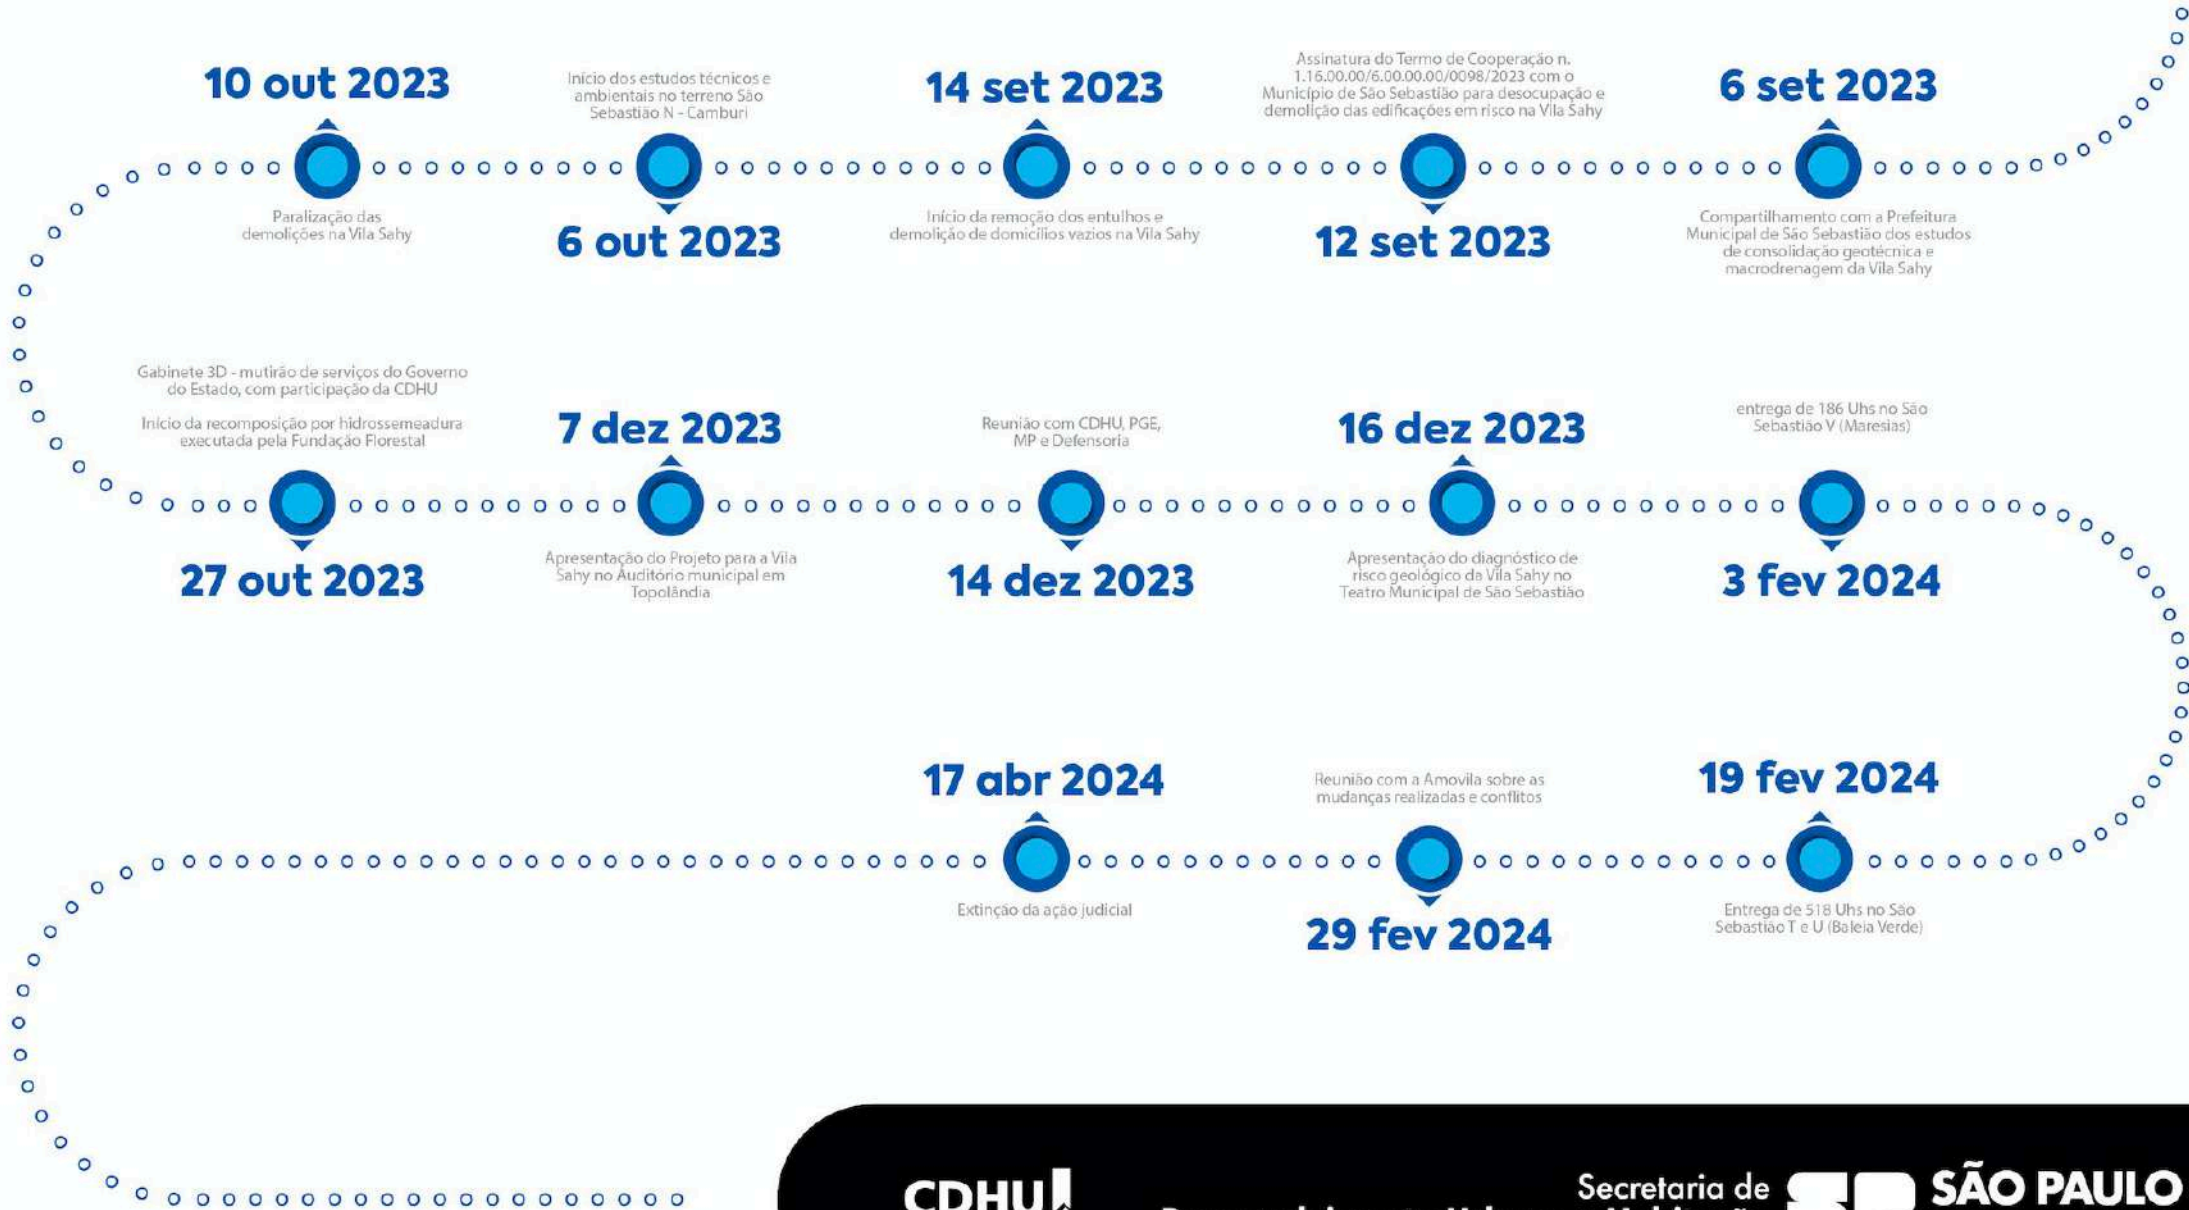 10 out 2023
Paralização das
demolições na Vila Sahy
Início dos estudos técnicos e
ambientais no terreno São
Sebastião N - Camburi
6 out 2023
14 set 2023
Início da remoção dos entulhos e
demolição de domicílios vazios na Vila Sahy
Assinatura do Termo de Cooperação n.
1.16.00.00/6.00.00.00/0098/2023 com o
Município de São Sebastião para desocupação e
demolição das edificações em risco na Vila Sahy
12 set 2023
6 set 2023
Compartilhamento com a Prefeitura
Municipal de São Sebastião dos estudos
de consolidação geotécnica e
macrodrenagem da Vila Sahy
Gabinete 3D - mutirão de serviços do Governo
do Estado, com participação da CDHU
Início da recomposição por hidrossemeadura
executada pela Fundação Florestal
27 out 2023
7 dez 2023
Apresentação do Projeto para a Vila
Sahy no Auditório municipal em
Topolândia
Reunião com CDHU, PGE,
MP e Defensoria
14 dez 2023
16 dez 2023
Apresentação do diagnóstico de
risco geológico da Vila Sahy no
Teatro Municipal de São Sebastião
entrega de 186 Uhs no São
Sebastião V (Maresias)
3 fev 2024
17 abr 2024
Extinção da ação judicial
Reunião com a Amovila sobre as
mudanças realizadas e conflitos
29 fev 2024
19 fev 2024
Entrega de 518 Uhs no São
Sebastião T e U (Baleia Verde)
CDHU
Secretaria de
SÃO PAULO